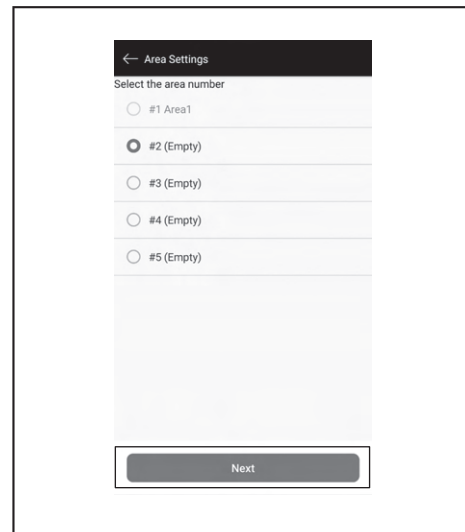 Area Settings
Select the area number
#1 Area1
#2 (Empty)
#3 (Empty)
#4 (Empty)
#5 (Empty)
Next